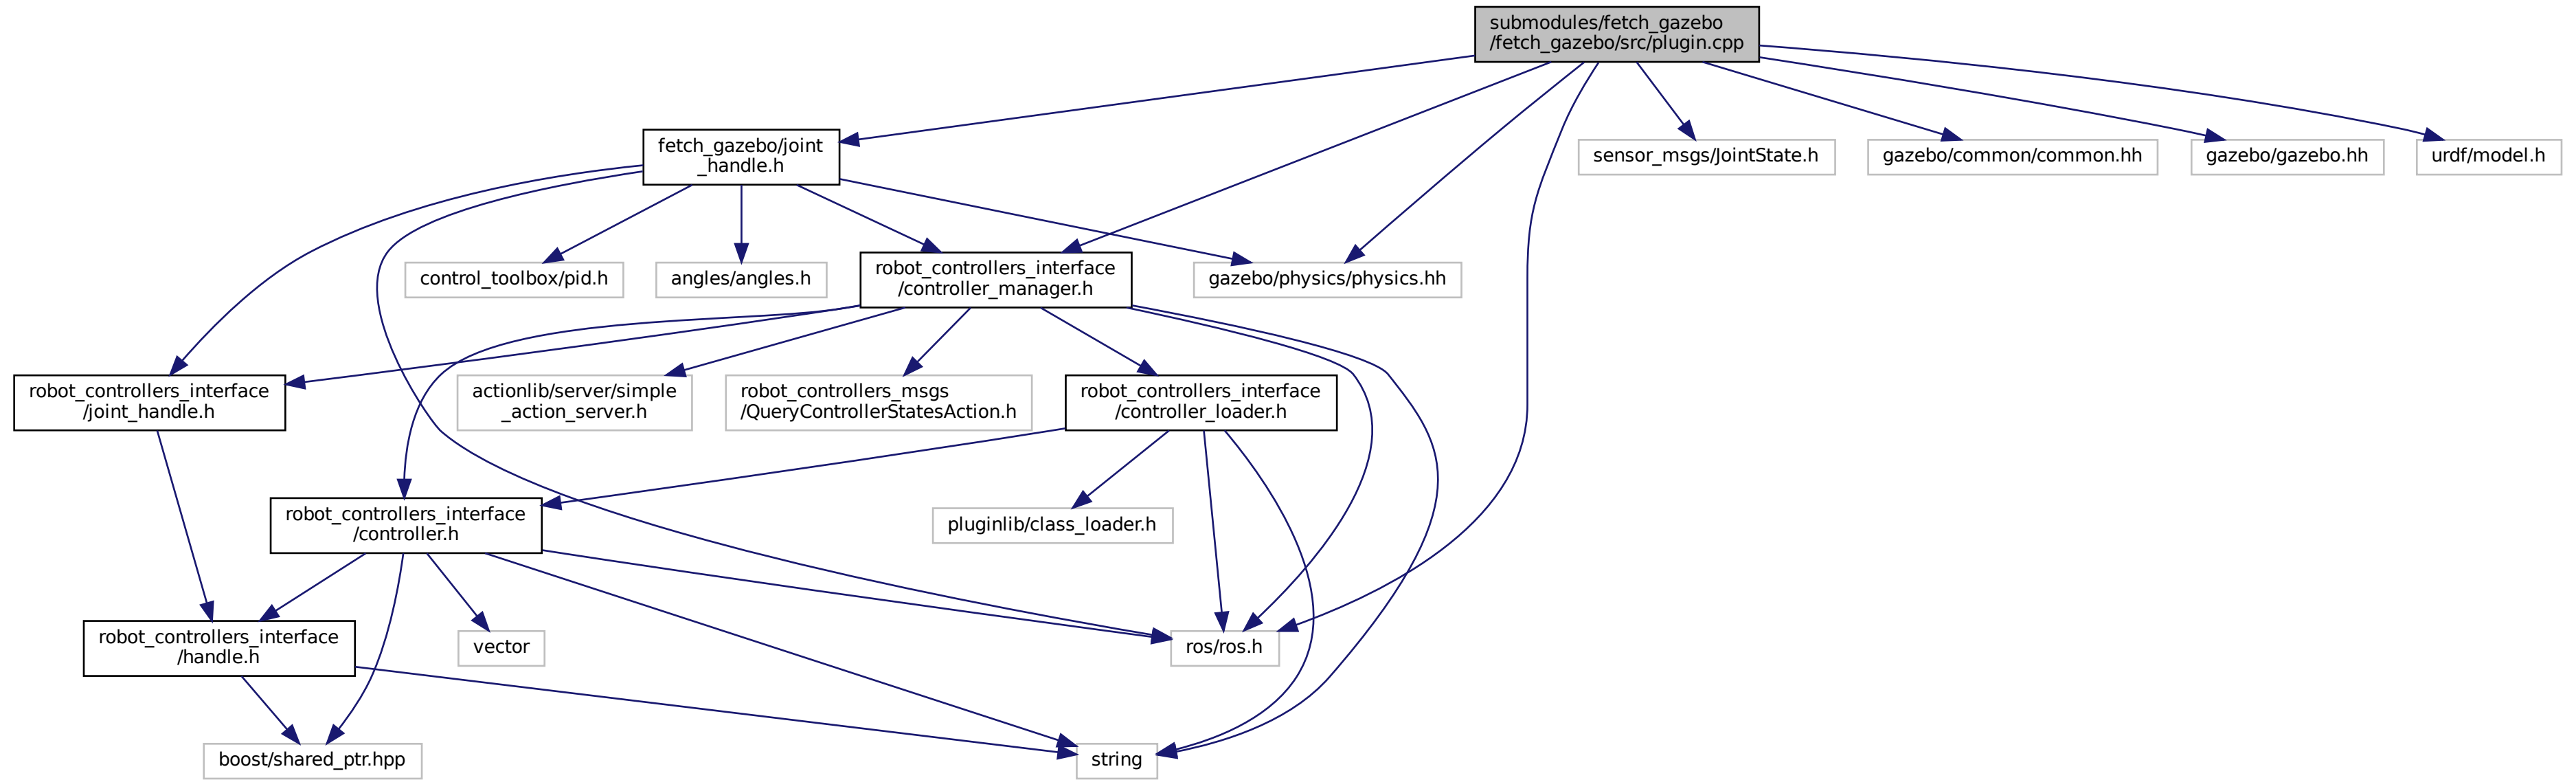 submodules/fetch_gazebo
/fetch_gazebo/src/plugin.cpp
fetch_gazebo/joint
_handle.h
sensor_msgs/JointState.h
gazebo/common/common.hh
gazebo/gazebo.hh
urdf/model.h
control_toolbox/pid.h
angles/angles.h
robot_controllers_interface
/controller_manager.h
gazebo/physics/physics.hh
robot_controllers_interface
/joint_handle.h
actionlib/server/simple
_action_server.h
robot_controllers_msgs
/QueryControllerStatesAction.h
robot_controllers_interface
/controller_loader.h
robot_controllers_interface
/controller.h
pluginlib/class_loader.h
robot_controllers_interface
/handle.h
vector
ros/ros.h
boost/shared_ptr.hpp
string